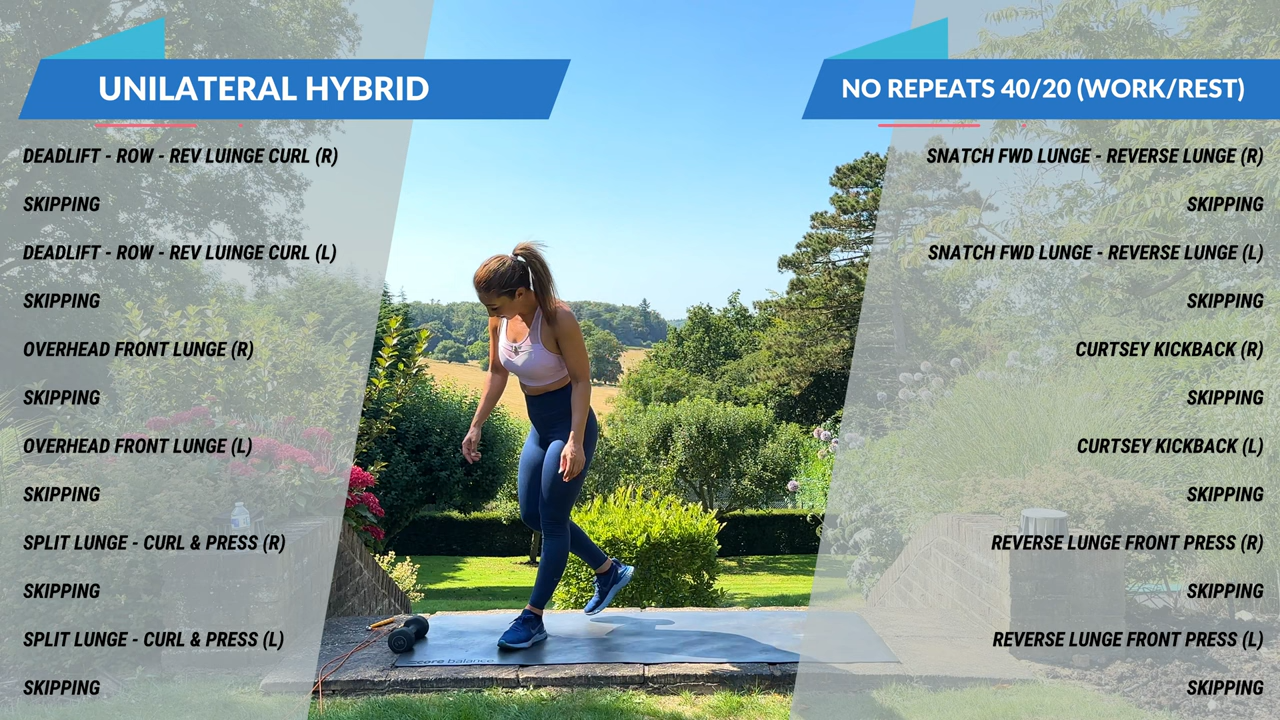 UNILATERAL HYBRID
DEADLIFT - ROW - REV LUINGE CURL (R)
SKIPPING
DEADLIFT - ROW - REV LUINGE CURL (L)
SKIPPING
OVERHEAD FRONT LUNGE (R)
SKIPPING
OVERHEAD FRONT LUNGE (L)
SKIPPING
SPLIT LUNGE - CURL & PRESS (R)
SKIPPING
SPLIT LUNGE - CURL & PRESS (L)
SKIPPING
NO REPEATS 40/20 (WORK/REST)
SNATCH FWD LUNGE - REVERSE LUNGE (R)
SKIPPING
SNATCH FWD LUNGE - REVERSE LUNGE (L)
SKIPPING
CURTSEY KICKBACK (R)
SKIPPING
CURTSEY KICKBACK (L)
SKIPPING
REVERSE LUNGE FRONT PRESS (R)
SKIPPING
REVERSE LUNGE FRONT PRESS (L)
SKIPPING
core balance